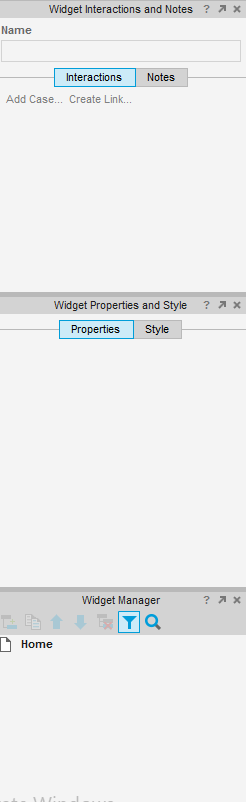 Widget Interactions and Notes ?
Name
Interactions Notes
Add Case... Create Link...
Widget Properties and Style ?
Properties Style
Widget Manager ?
Home
Windows